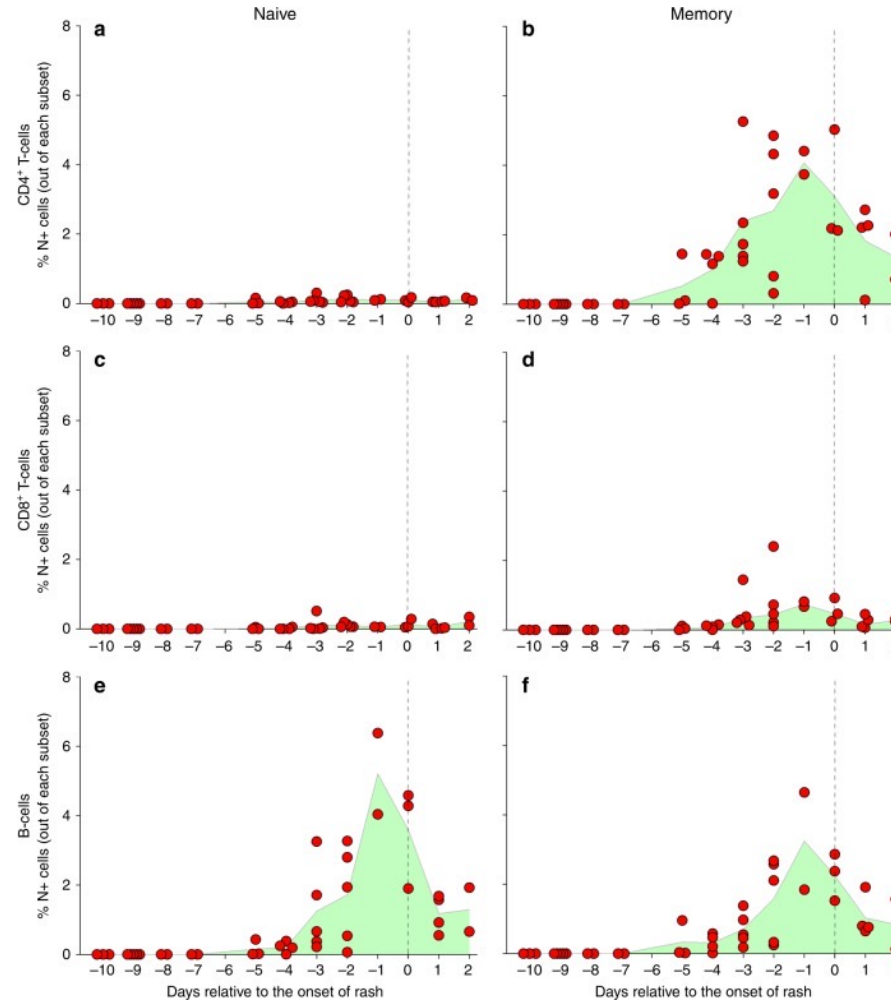 Naive
Memory
a
b
8
6
4
2
0
CD4+ T-cells
% N+ cells (out of each subset)
–10 –9 –8 –7 –6 –5 –4 –3 –2 –1 0 1 2
–10 –9 –8 –7 –6 –5 –4 –3 –2 –1 0 1
c
d
8
6
4
2
0
CD8+ T-cells
% N+ cells (out of each subset)
–10 –9 –8 –7 –6 –5 –4 –3 –2 –1 0 1 2
–10 –9 –8 –7 –6 –5 –4 –3 –2 –1 0 1
e
f
8
6
4
2
0
B-cells
% N+ cells (out of each subset)
–10 –9 –8 –7 –6 –5 –4 –3 –2 –1 0 1 2
–10 –9 –8 –7 –6 –5 –4 –3 –2 –1 0 1
Days relative to the onset of rash
Days relative to the onset of rash